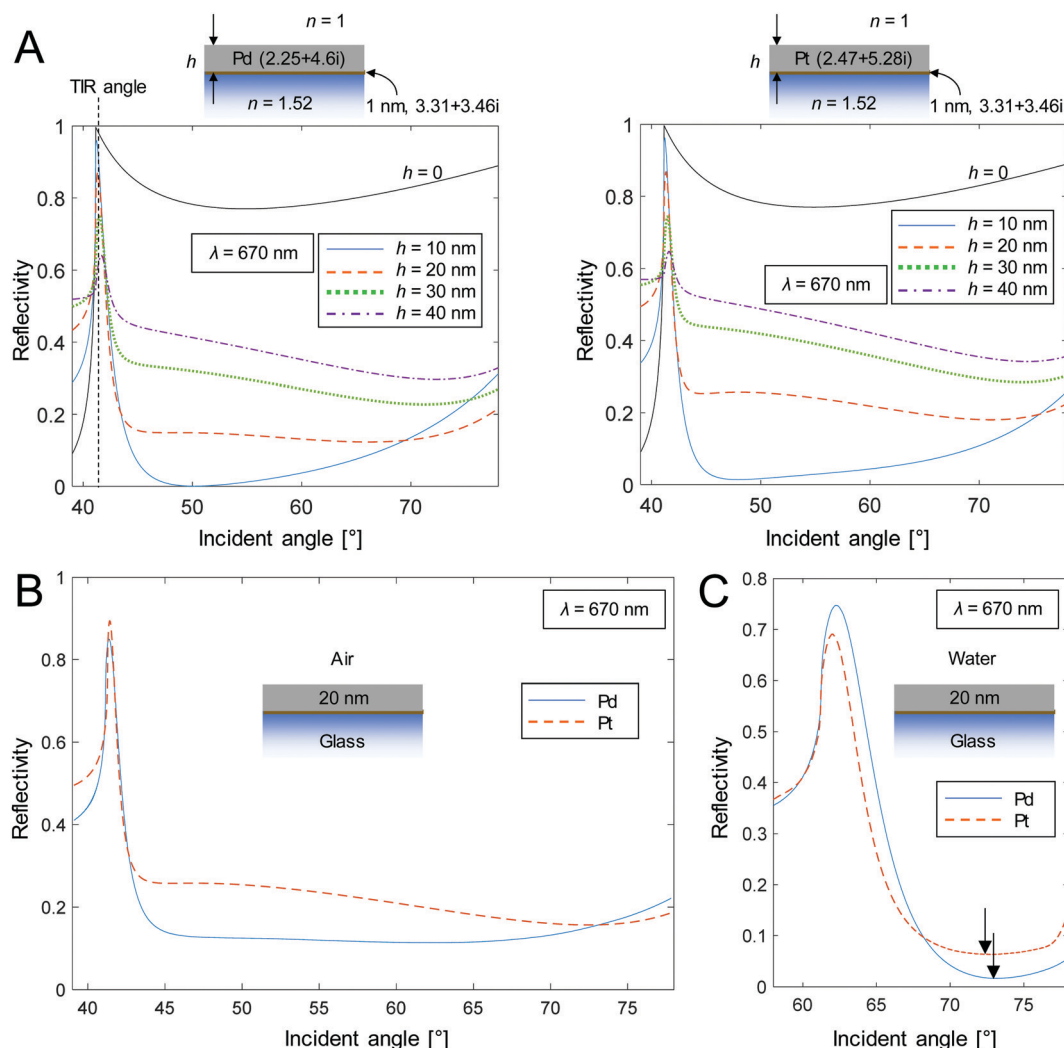 A
n = 1
Pd (2.25+4.6i)
h
TIR angle
n = 1.52
1 nm, 3.31+3.46i
1
0.8
0.6
0.4
0.2
0
Reflectivity
h = 0
λ = 670 nm
h = 10 nm
h = 20 nm
h = 30 nm
h = 40 nm
40
50
60
70
Incident angle [°]
n = 1
Pt (2.47+5.28i)
h
n = 1.52
1 nm, 3.31+3.46i
1
0.8
0.6
0.4
0.2
0
Reflectivity
h = 0
h = 10 nm
h = 20 nm
h = 30 nm
h = 40 nm
λ = 670 nm
40
50
60
70
Incident angle [°]
B
1
0.8
0.6
0.4
0.2
0
Reflectivity
λ = 670 nm
Air
20 nm
Glass
Pd
Pt
40
45
50
55
60
65
70
75
Incident angle [°]
C
0.8
0.7
0.6
0.5
0.4
0.3
0.2
0.1
0
Reflectivity
λ = 670 nm
Water
20 nm
Glass
Pd
Pt
60
65
70
75
Incident angle [°]